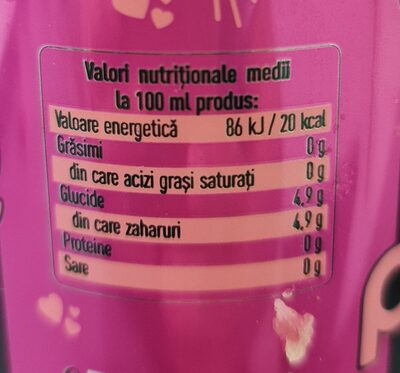 Valori nutriționale medii
la 100 ml produs:
Valoare energetică 86 kJ / 20 kcal
Grăsimi 0 g
din care acizi grași saturați 0 g
Glucide 4,9 g
din care zaharuri 4,9 g
Proteine 0 g
Sare 0 g